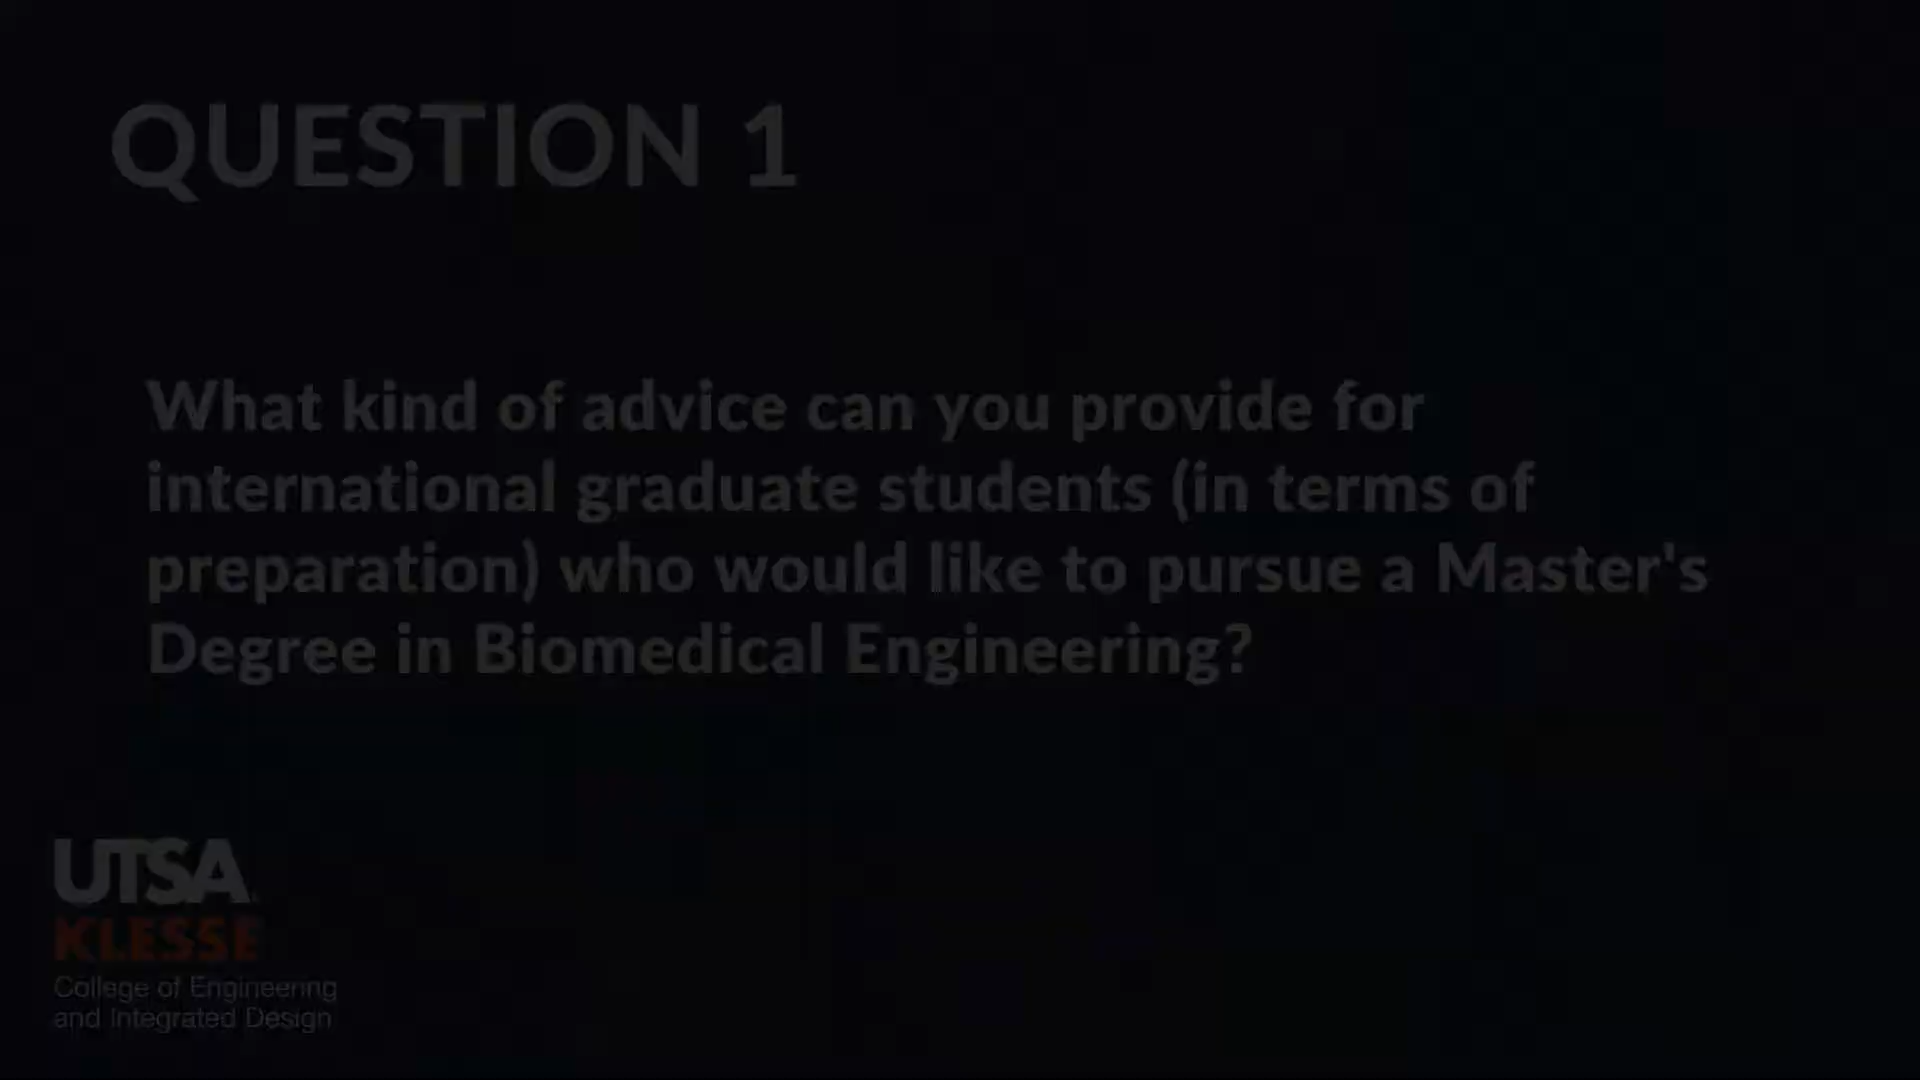 QUESTION 1
What kind of advice can you provide for
international graduate students (in terms of
preparation) who would like to pursue a Master's
Degree in Biomedical Engineering?
UTSA
KLESSE
College of Engineering
and Integrated Design